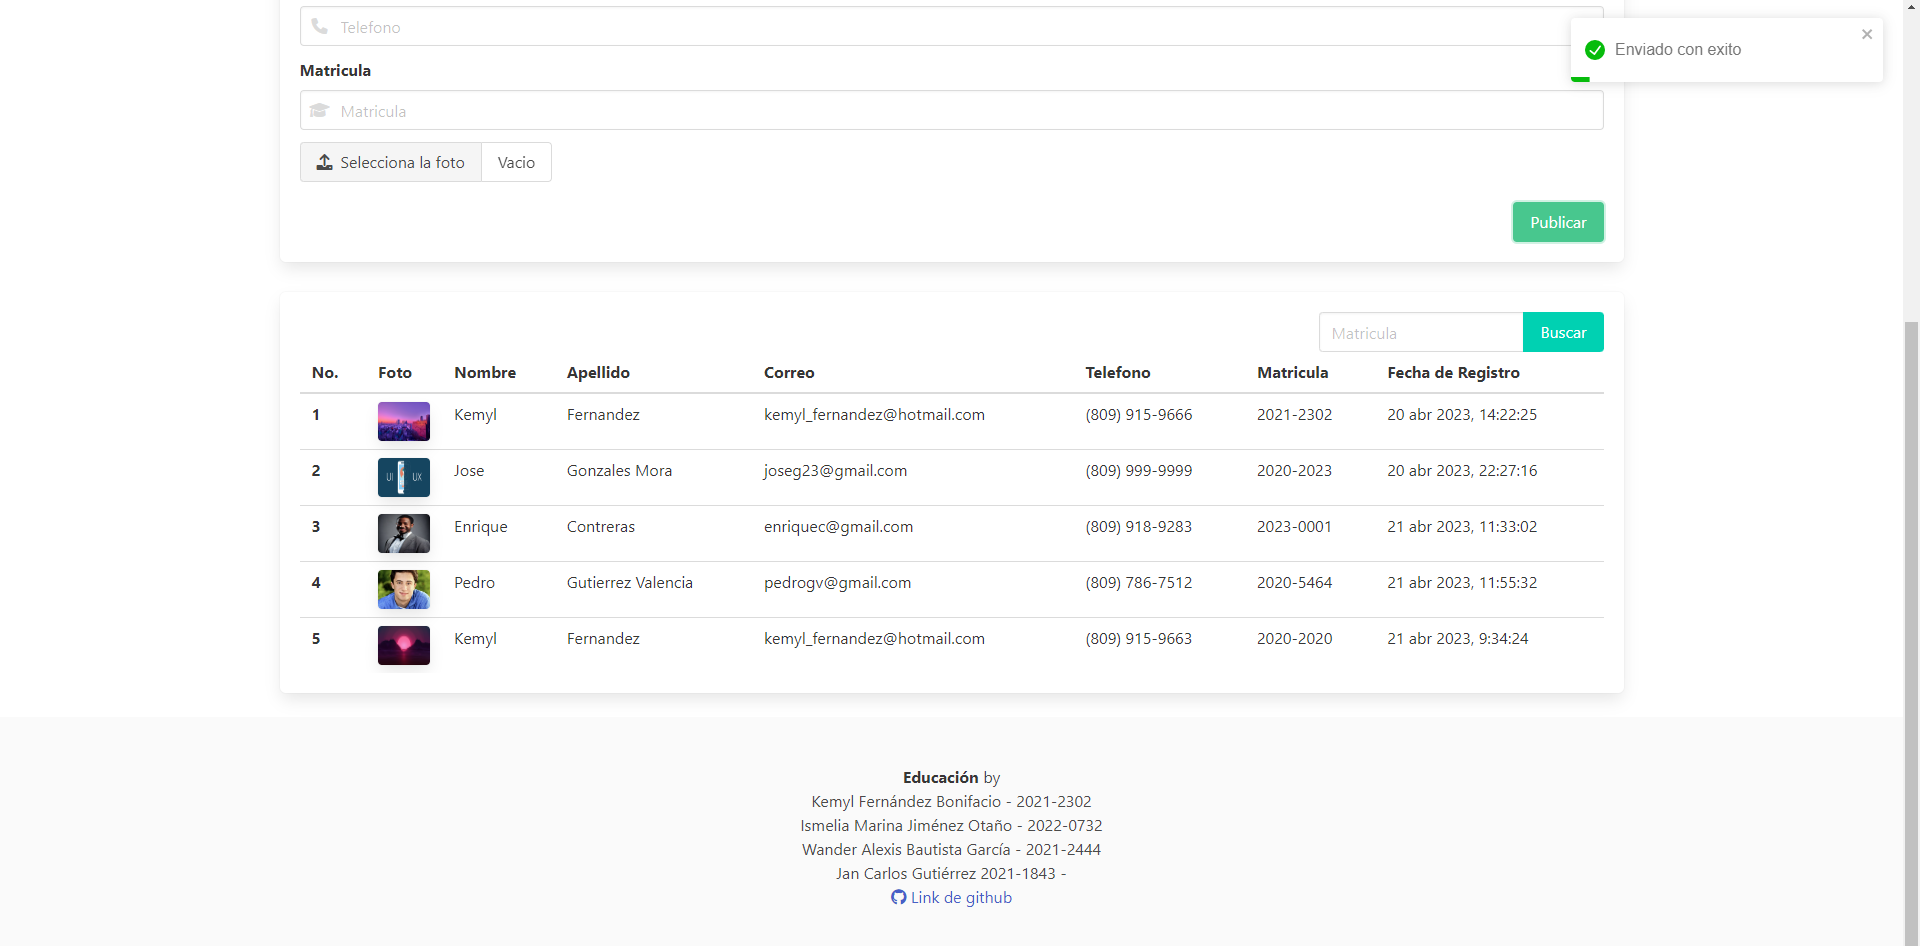 Telefono
Enviado con exito
Matricula
Matricula
Selecciona la foto Vacio
Publicar
Matricula Buscar
No. Foto Nombre Apellido Correo Telefono Matricula Fecha de Registro
1 Kemyl Fernandez kemyl_fernandez@hotmail.com (809) 915-9666 2021-2302 20 abr 2023, 14:22:25
2 UI UX Jose Gonzales Mora joseg23@gmail.com (809) 999-9999 2020-2023 20 abr 2023, 22:27:16
3 Enrique Contreras enriquec@gmail.com (809) 918-9283 2023-0001 21 abr 2023, 11:33:02
4 Pedro Gutierrez Valencia pedrogv@gmail.com (809) 786-7512 2020-5464 21 abr 2023, 11:55:32
5 Kemyl Fernandez kemyl_fernandez@hotmail.com (809) 915-9663 2020-2020 21 abr 2023, 9:34:24
Educación by
Kemyl Fernández Bonifacio - 2021-2302
Ismelia Marina Jiménez Otaño - 2022-0732
Wander Alexis Bautista García - 2021-2444
Jan Carlos Gutiérrez 2021-1843 -
Link de github